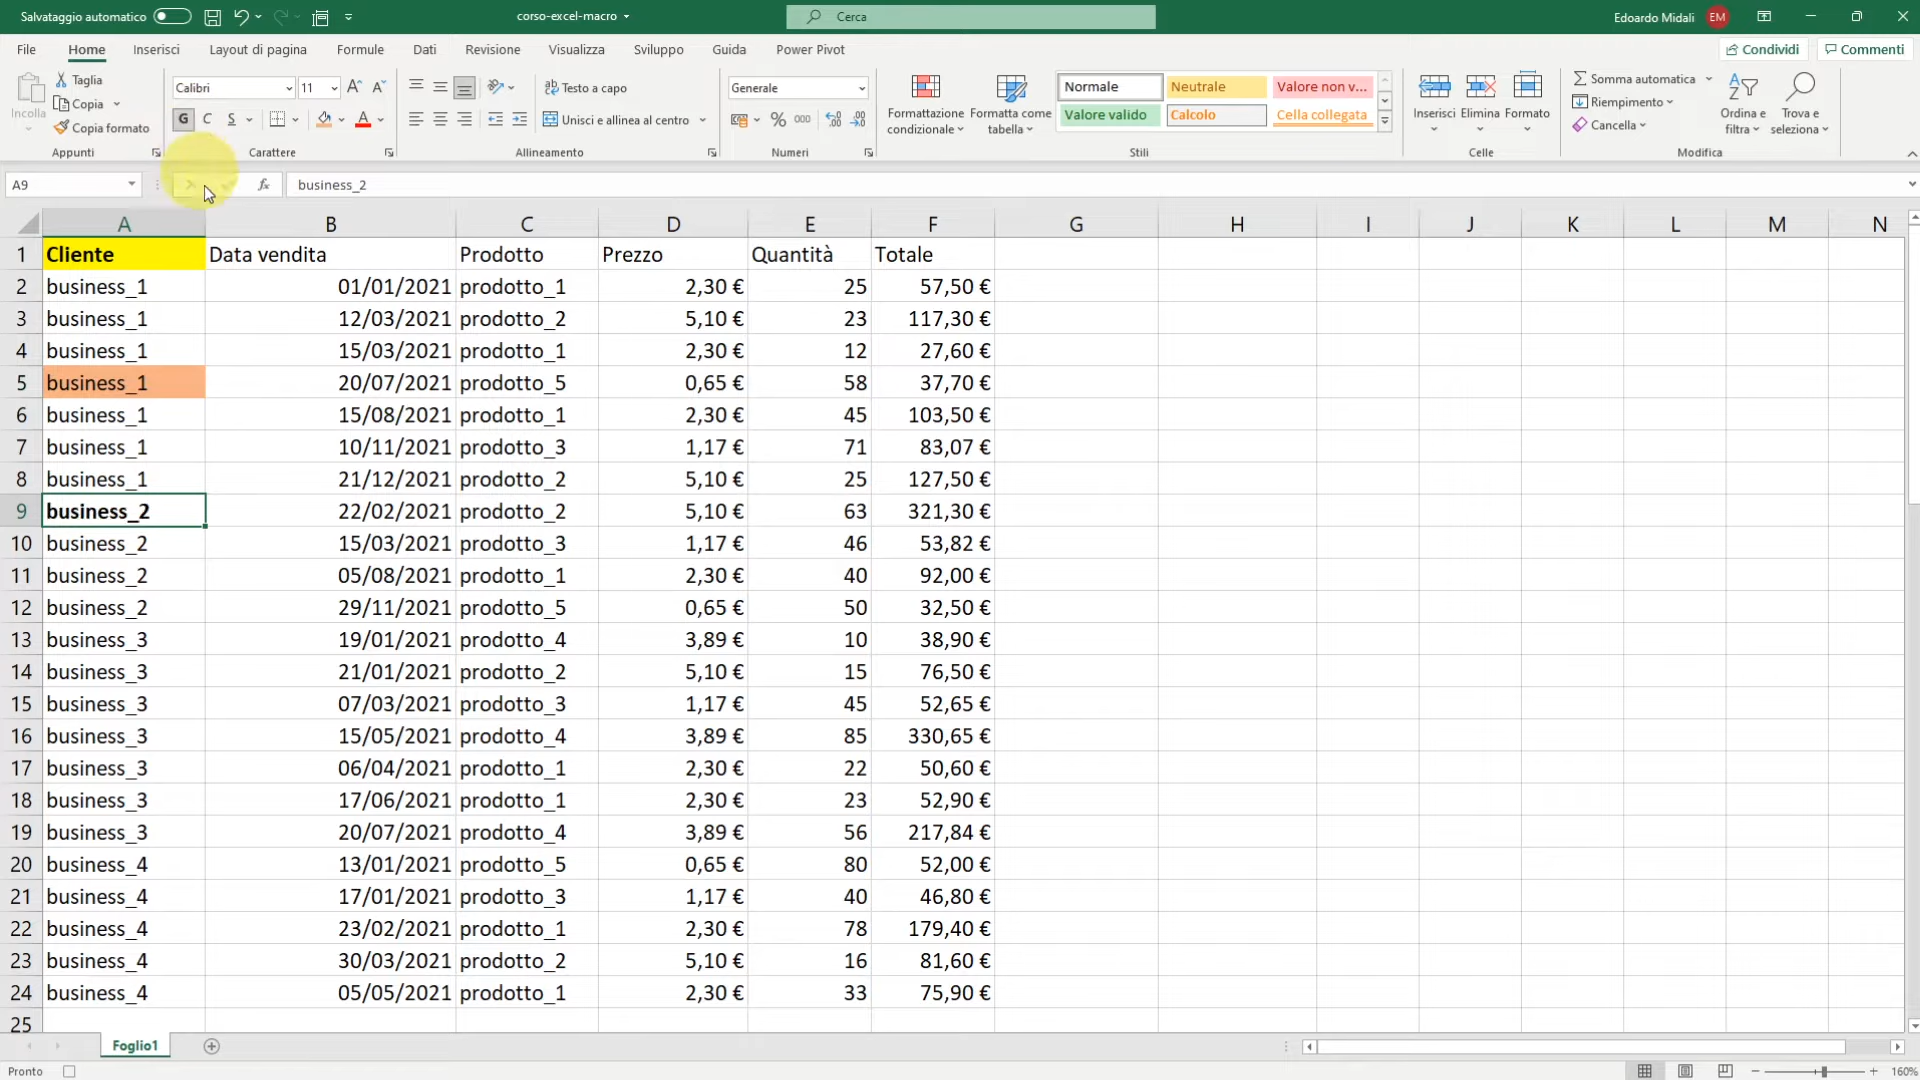 Salvataggio automatico
corso-excel-macro
Cerca
Edoardo Midali EM
File Home Inserisci Layout di pagina Formule Dati Revisione Visualizza Sviluppo Guida Power Pivot Condividi Commenti
Incolla
Taglia
Copia
Copia formato
Appunti
Calibri 11
G C S
Carattere
Testo a capo
Unisci e allinea al centro
Allineamento
Generale
% 000
Numeri
Formattazione condizionale
Formatta come tabella
Normale Neutrale Valore non v...
Valore valido Calcolo Cella collegata
Stili
Inserisci Elimina Formato
Celle
Somma automatica
Riempimento
Cancella
Ordina e filtra
Trova e seleziona
Modifica
A9 fx business_2
A B C D E F G H I J K L M N
1 Cliente Data vendita Prodotto Prezzo Quantità Totale
2 business_1 01/01/2021 prodotto_1 2,30 € 25 57,50 €
3 business_1 12/03/2021 prodotto_2 5,10 € 23 117,30 €
4 business_1 15/03/2021 prodotto_1 2,30 € 12 27,60 €
5 business_1 20/07/2021 prodotto_5 0,65 € 58 37,70 €
6 business_1 15/08/2021 prodotto_1 2,30 € 45 103,50 €
7 business_1 10/11/2021 prodotto_3 1,17 € 71 83,07 €
8 business_1 21/12/2021 prodotto_2 5,10 € 25 127,50 €
9 business_2 22/02/2021 prodotto_2 5,10 € 63 321,30 €
10 business_2 15/03/2021 prodotto_3 1,17 € 46 53,82 €
11 business_2 05/08/2021 prodotto_1 2,30 € 40 92,00 €
12 business_2 29/11/2021 prodotto_5 0,65 € 50 32,50 €
13 business_3 19/01/2021 prodotto_4 3,89 € 10 38,90 €
14 business_3 21/01/2021 prodotto_2 5,10 € 15 76,50 €
15 business_3 07/03/2021 prodotto_3 1,17 € 45 52,65 €
16 business_3 15/05/2021 prodotto_4 3,89 € 85 330,65 €
17 business_3 06/04/2021 prodotto_1 2,30 € 22 50,60 €
18 business_3 17/06/2021 prodotto_1 2,30 € 23 52,90 €
19 business_3 20/07/2021 prodotto_4 3,89 € 56 217,84 €
20 business_4 13/01/2021 prodotto_5 0,65 € 80 52,00 €
21 business_4 17/01/2021 prodotto_3 1,17 € 40 46,80 €
22 business_4 23/02/2021 prodotto_1 2,30 € 78 179,40 €
23 business_4 30/03/2021 prodotto_2 5,10 € 16 81,60 €
24 business_4 05/05/2021 prodotto_1 2,30 € 33 75,90 €
25
Foglio1
Pronto
160%